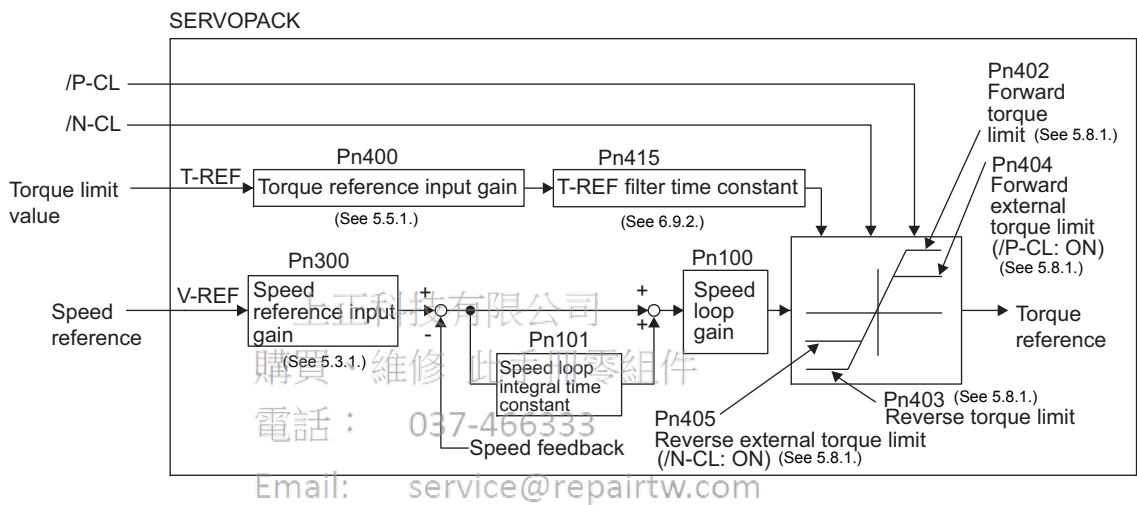 SERVOPACK
/P-CL
/N-CL
Torque limit
value
T-REF
Pn400
Torque reference input gain
(See 5.5.1.)
Pn415
T-REF filter time constant
(See 6.9.2.)
Pn402
Forward
torque
limit (See 5.8.1.)
Pn404
Forward
external
torque limit
(/P-CL: ON)
(See 5.8.1.)
Speed
reference
V-REF
Pn300
Speed
reference input
gain
(See 5.3.1.)
+
-
Pn101
Speed loop
integral time
constant
+
+
Pn100
Speed
loop
gain
Torque
reference
Speed feedback
Pn405
Reverse external torque limit
(/N-CL: ON) (See 5.8.1.)
Pn403 (See 5.8.1.)
Reverse torque limit
上正科技有限公司
購買、維修 此手冊零組件
電話： 037-466333
Email: service@repairtw.com